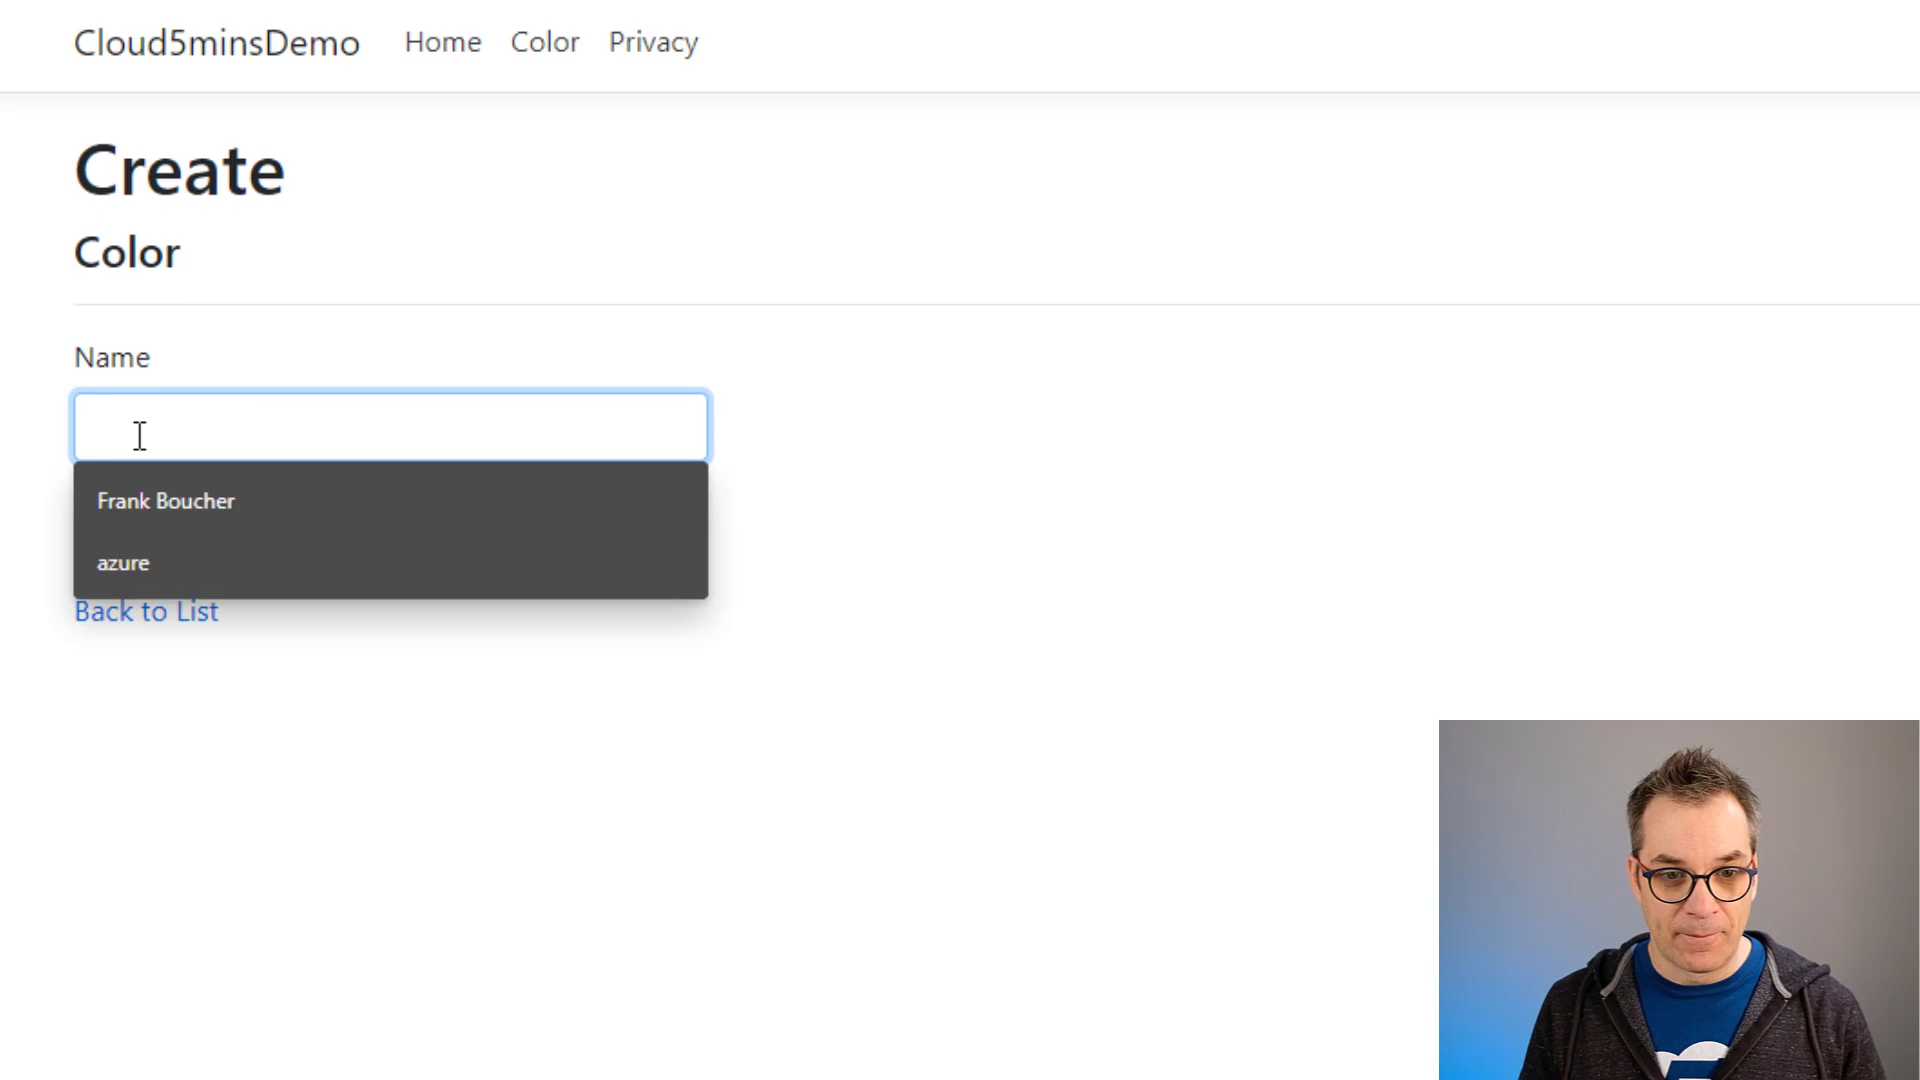 Cloud5minsDemo Home Color Privacy
Create
Color
Name
Frank Boucher
azure
Back to List